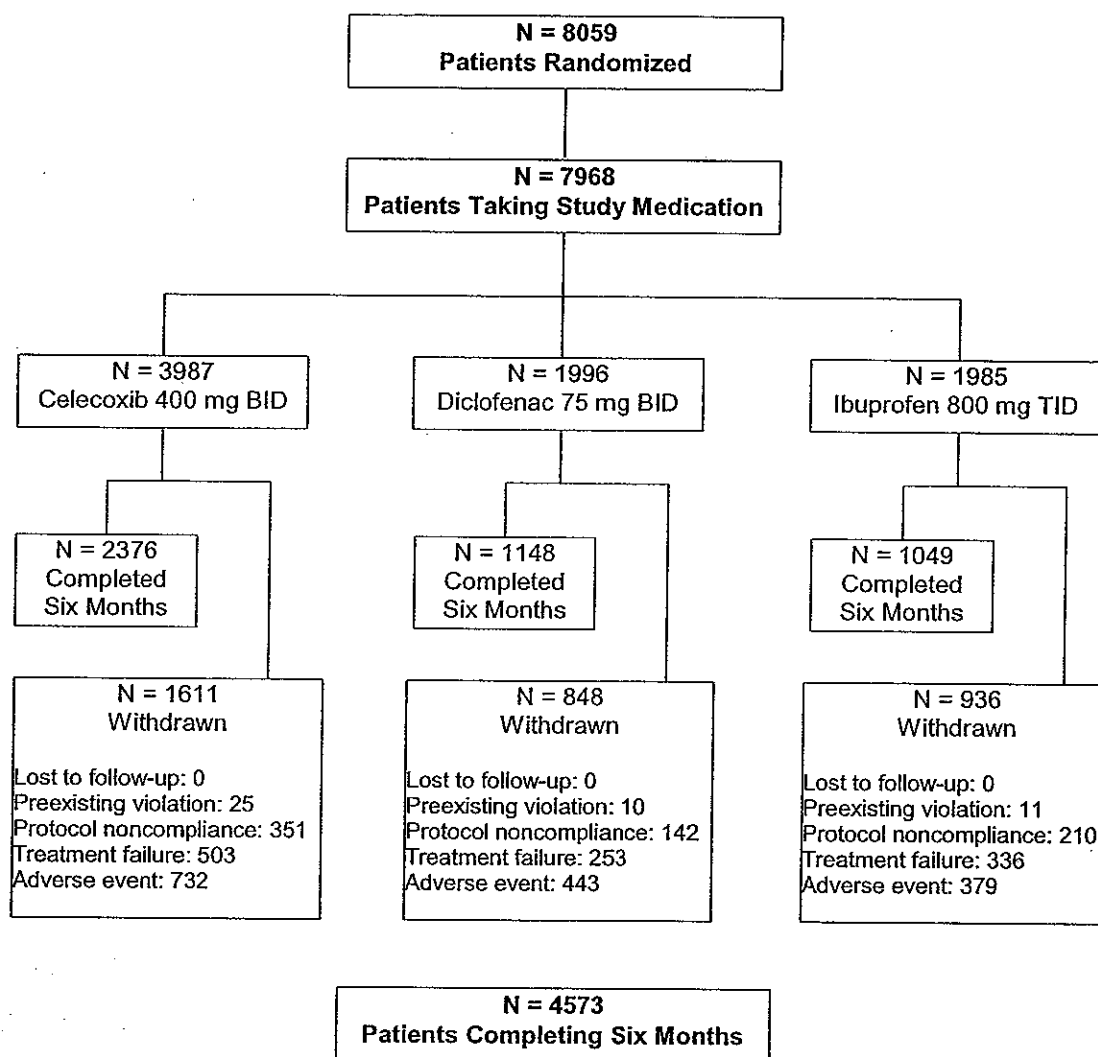 N = 8059
Patients Randomized
N = 7968
Patients Taking Study Medication
N = 3987
Celecoxib 400 mg BID
N = 1996
Diclofenac 75 mg BID
N = 1985
Ibuprofen 800 mg TID
N = 2376
Completed
Six Months
N = 1148
Completed
Six Months
N = 1049
Completed
Six Months
N = 1611
Withdrawn
Lost to follow-up: 0
Preexisting violation: 25
Protocol noncompliance: 351
Treatment failure: 503
Adverse event: 732
N = 848
Withdrawn
Lost to follow-up: 0
Preexisting violation: 10
Protocol noncompliance: 142
Treatment failure: 253
Adverse event: 443
N = 936
Withdrawn
Lost to follow-up: 0
Preexisting violation: 11
Protocol noncompliance: 210
Treatment failure: 336
Adverse event: 379
N = 4573
Patients Completing Six Months